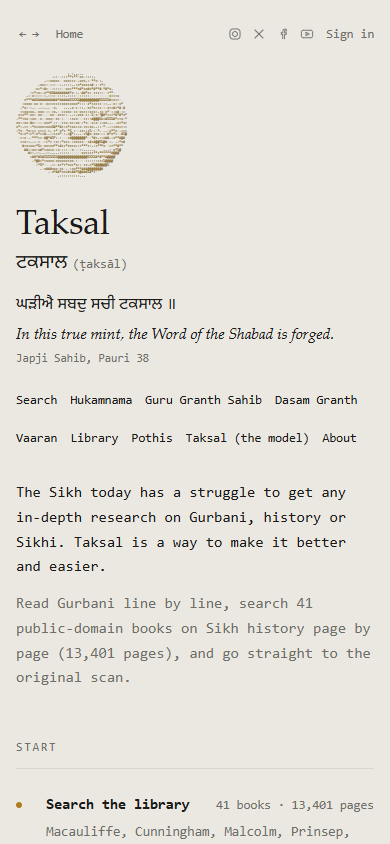 ← → Home Sign in
Taksal
ਟਕਸਾਲ (ṭaksāl)
ਘੜੀਐ ਸਬਦੁ ਸਚੀ ਟਕਸਾਲ ॥
In this true mint, the Word of the Shabad is forged.
Japji Sahib, Pauri 38
Search Hukamnama Guru Granth Sahib Dasam Granth
Vaaran Library Pothis Taksal (the model) About
The Sikh today has a struggle to get any
in-depth research on Gurbani, history or
Sikhi. Taksal is a way to make it better
and easier.
Read Gurbani line by line, search 41
public-domain books on Sikh history page by
page (13,401 pages), and go straight to the
original scan.
START
Search the library 41 books · 13,401 pages
Macauliffe, Cunningham, Malcolm, Prinsep,